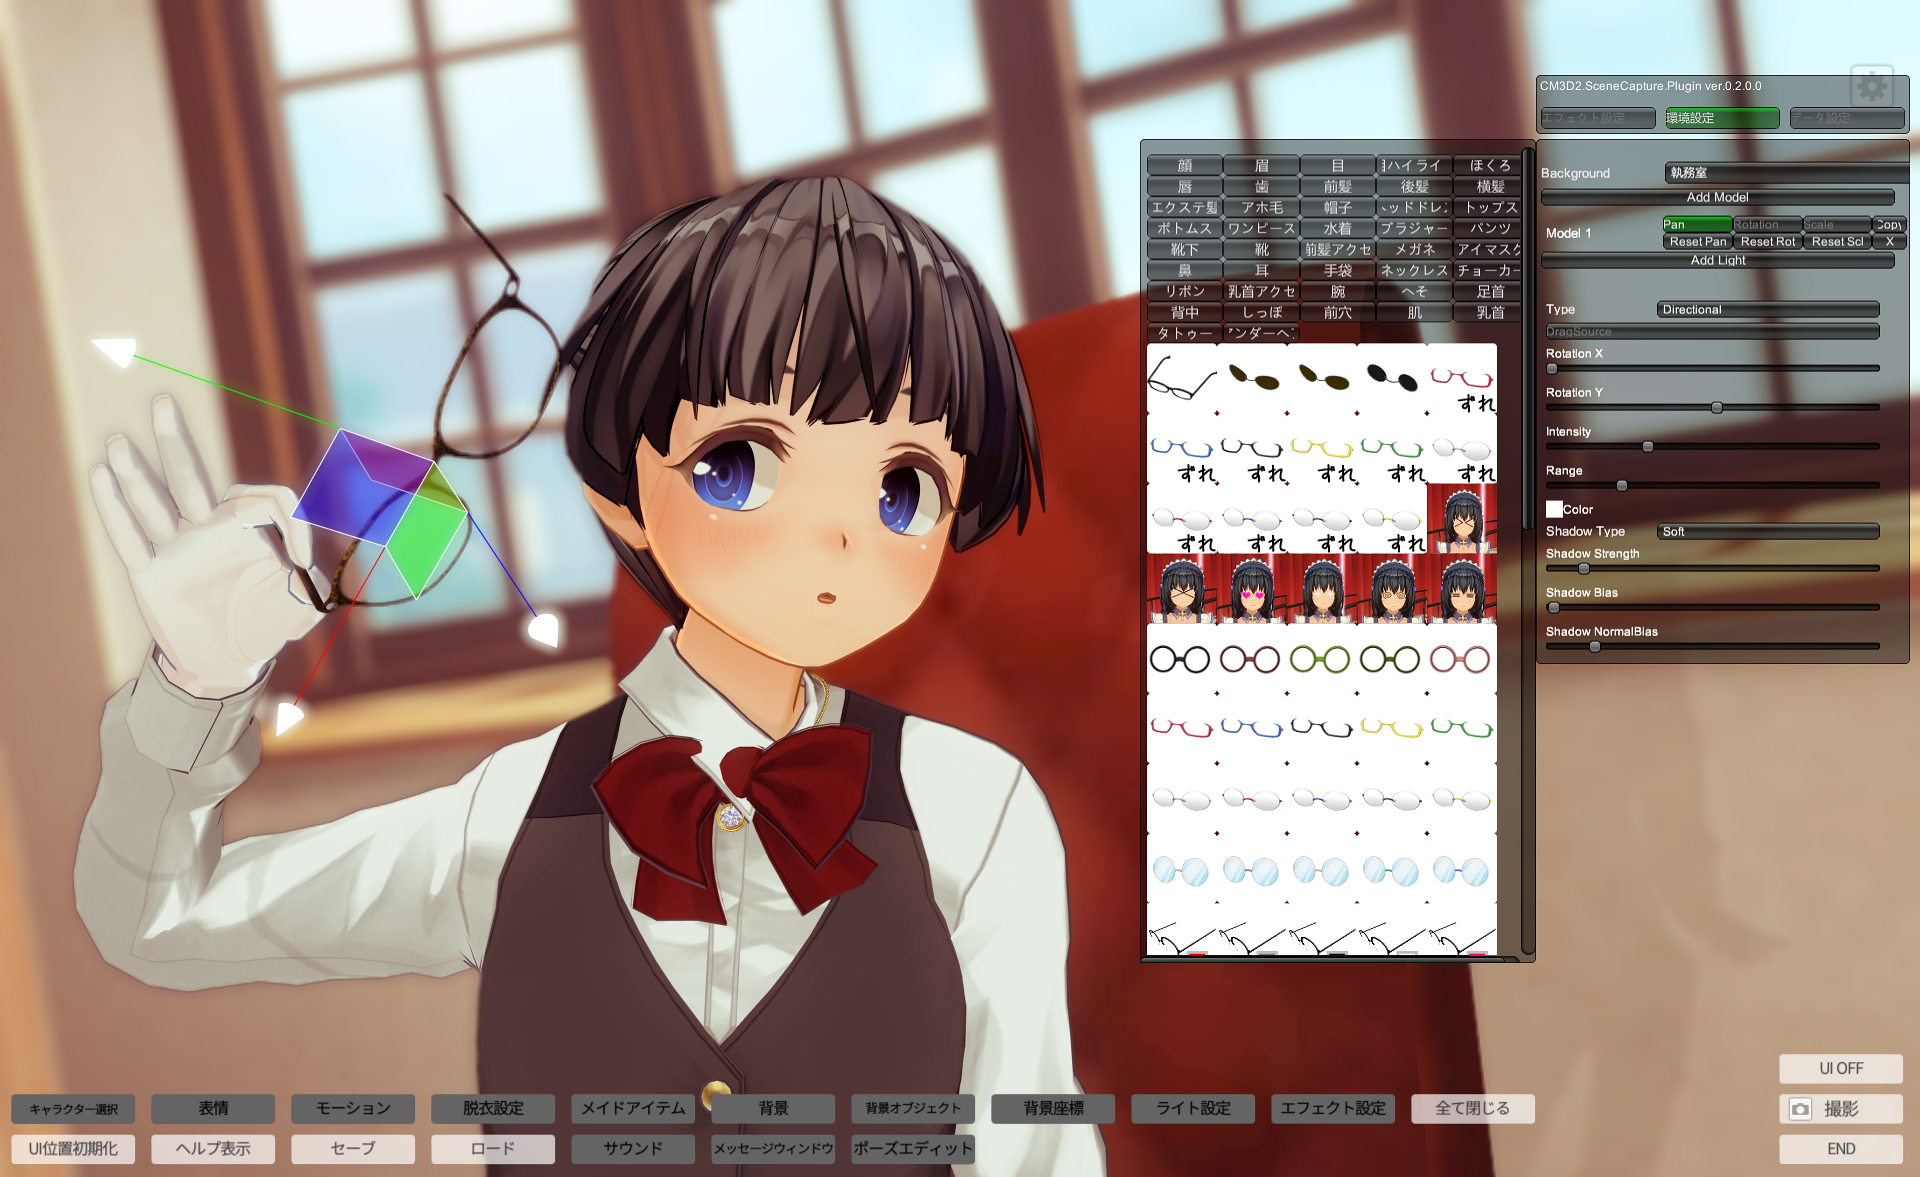 CM3D2.SceneCapture.Plugin ver.0.2.0.0
エフェクト設定 環境設定 データ設定
Background 執務室
Add Model
Model 1 Pan Rotation Scale Copy
Reset Pan Reset Rot Reset Scl X
Add Light
Type Directional
DragSource
Rotation X
Rotation Y
Intensity
Range
Color
Shadow Type Soft
Shadow Strength
Shadow Bias
Shadow NormalBias
顔 眉 目 ハイライ ほくろ
唇 歯 前髪 後髪 横髪
エクステ髪 アホ毛 帽子 ヘッドドレ トップス
ボトムス ワンピース 水着 ブラジャー パンツ
靴下 靴 前髪アクセ メガネ アイマスク
鼻 耳 手袋 ネックレス チョーカー
リボン 乳首アクセ 腕 へそ 足首
背中 しっぽ 前穴 肌 乳首
タトゥー アンダーヘ
ずれ
ずれ ずれ ずれ ずれ ずれ
ずれ ずれ ずれ ずれ
キャラクター選択 表情 モーション 脱衣設定 メイドアイテム 背景 背景オブジェクト 背景座標 ライト設定 エフェクト設定 全て閉じる
UI位置初期化 ヘルプ表示 セーブ ロード サウンド メッセージウィンドウ ポーズエディット
UI OFF
撮影
END